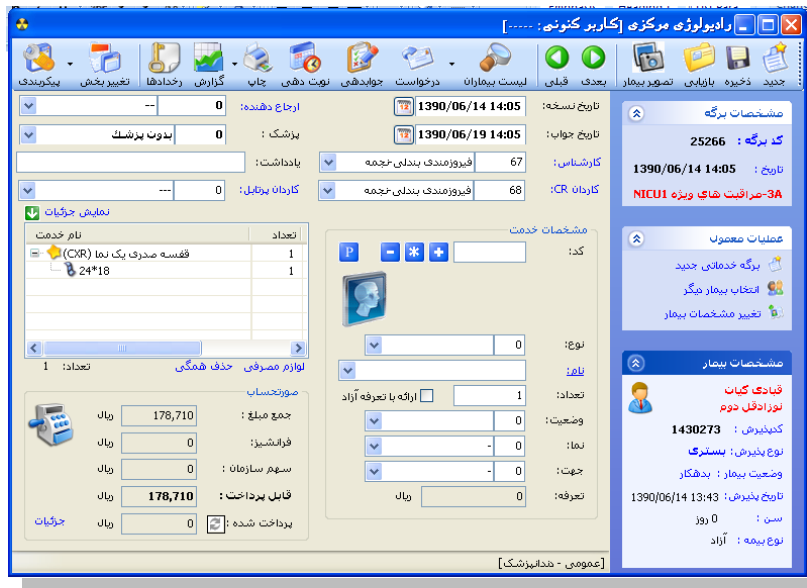 رادیولوژی مرکزی [کاربر کنونی: -----]
جدید ذخیره بازیابی تصویر بیمار بعدی قبلی لیست بیماران درخواست جوابدهی نوبت دهی چاپ گزارش رخدادها تغییر بخش پیکربندی
مشخصات برگه
کد برگه : 25266
تاریخ : 1390/06/14 14:05
3A-مراقبت های ویژه NICU1
عملیات معمول
برگه خدماتی جدید
انتخاب بیمار دیگر
تغییر مشخصات بیمار
مشخصات بیمار
قبادی کیان
نوزادقل دوم
کدپذیرش : 1430273
نوع پذیرش : بستری
وضعیت بیمار : بدهکار
تاریخ پذیرش : 1390/06/14 13:43
سن : 0 روز
نوع بیمه : آزاد
تاریخ نسخه: 1390/06/14 14:05 ارجاع دهنده: 0 --
تاریخ جواب: 1390/06/19 14:05 پزشک : 0 بدون پزشک
کارشناس: 67 فیروزمندی بندلی-نجمه یادداشت:
کاردان CR: 68 فیروزمندی بندلی-نجمه کاردان پرتابل: 0 ---
نمایش جزئیات
مشخصات خدمت
کد: + * - P
نوع: 0
نام:
تعداد: 1 ارائه با تعرفه آزاد
وضعیت: 0
نما: 0 -
جهت: 0 -
تعرفه: 0 ریال
تعداد نام خدمت
1 قفسه صدری یک نما (CXR)
1 24*18
لوازم مصرفی حذف همگی تعداد: 1
صورتحساب
جمع مبلغ : 178,710 ریال
فرانشیز: 0 ریال
سهم سازمان : 0 ریال
قابل پرداخت : 178,710 ریال
پرداخت شده : 0 ریال جزئیات
[عمومی - دندانپزشک]